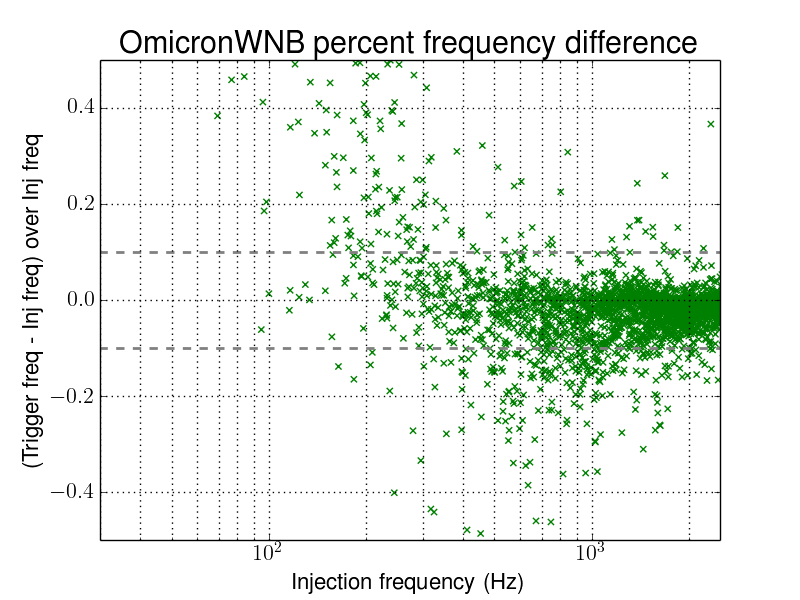 OmicronWNB percent frequency difference
(Trigger freq - Inj freq) over Inj freq
0.4
0.2
0.0
−0.2
−0.4
10²
10³
Injection frequency (Hz)